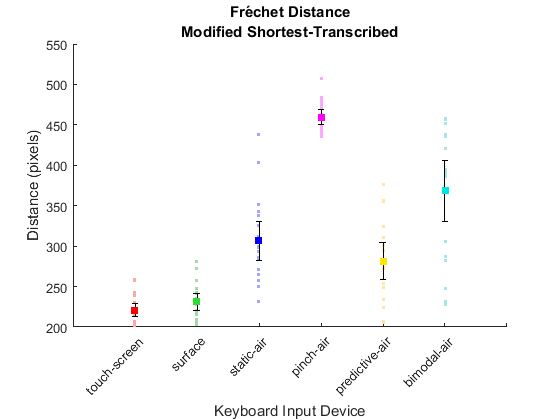 Fréchet Distance
Modified Shortest-Transcribed
Distance (pixels)
550
500
450
400
350
300
250
200
touch-screen
surface
static-air
pinch-air
predictive-air
bimodal-air
Keyboard Input Device